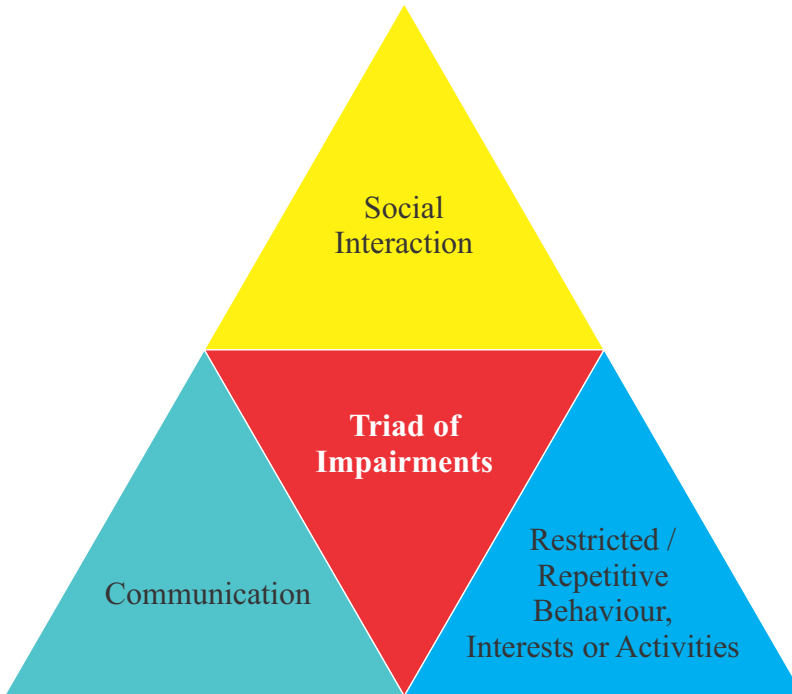 Social
Interaction
Triad of
Impairments
Communication
Restricted /
Repetitive
Behaviour,
Interests or Activities